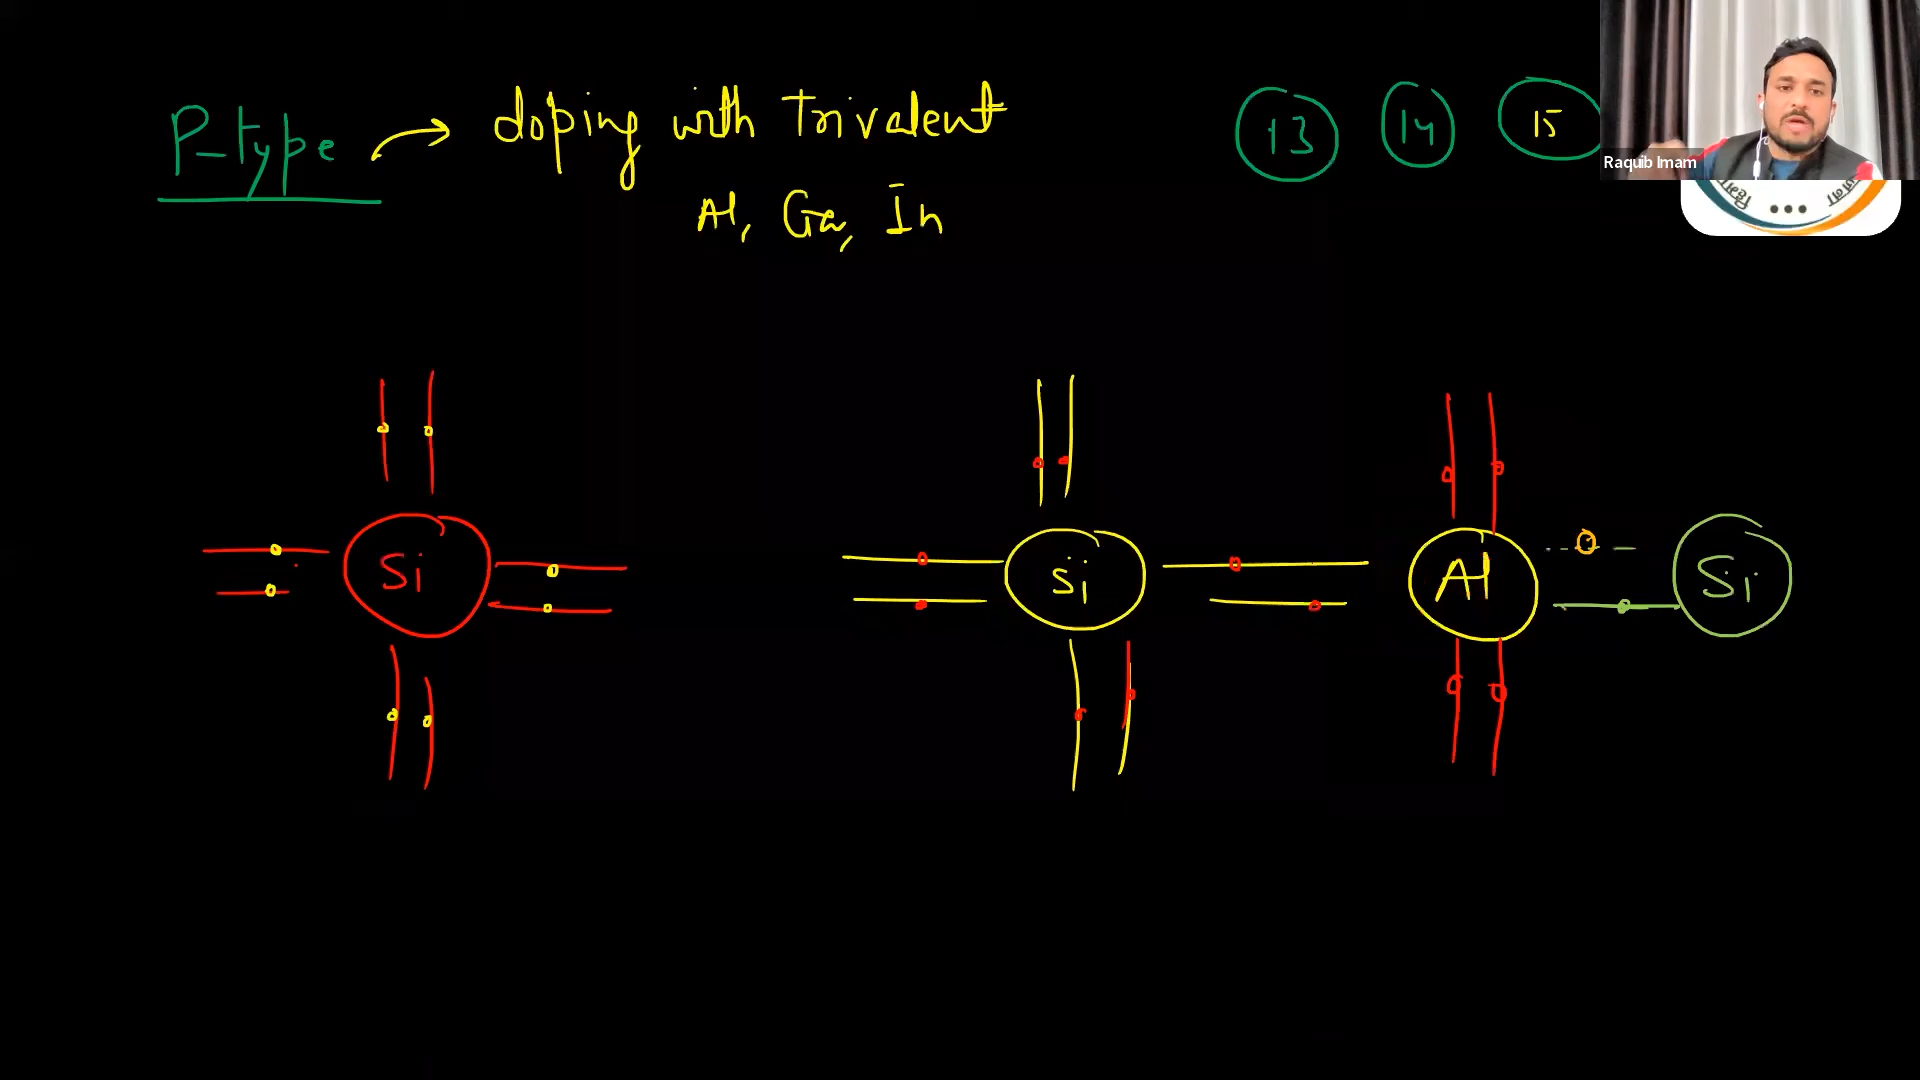 P-type → doping with Trivalent
Al, Ga, In
13 14 15
Raquib Imam
Si
Si
Al
Si